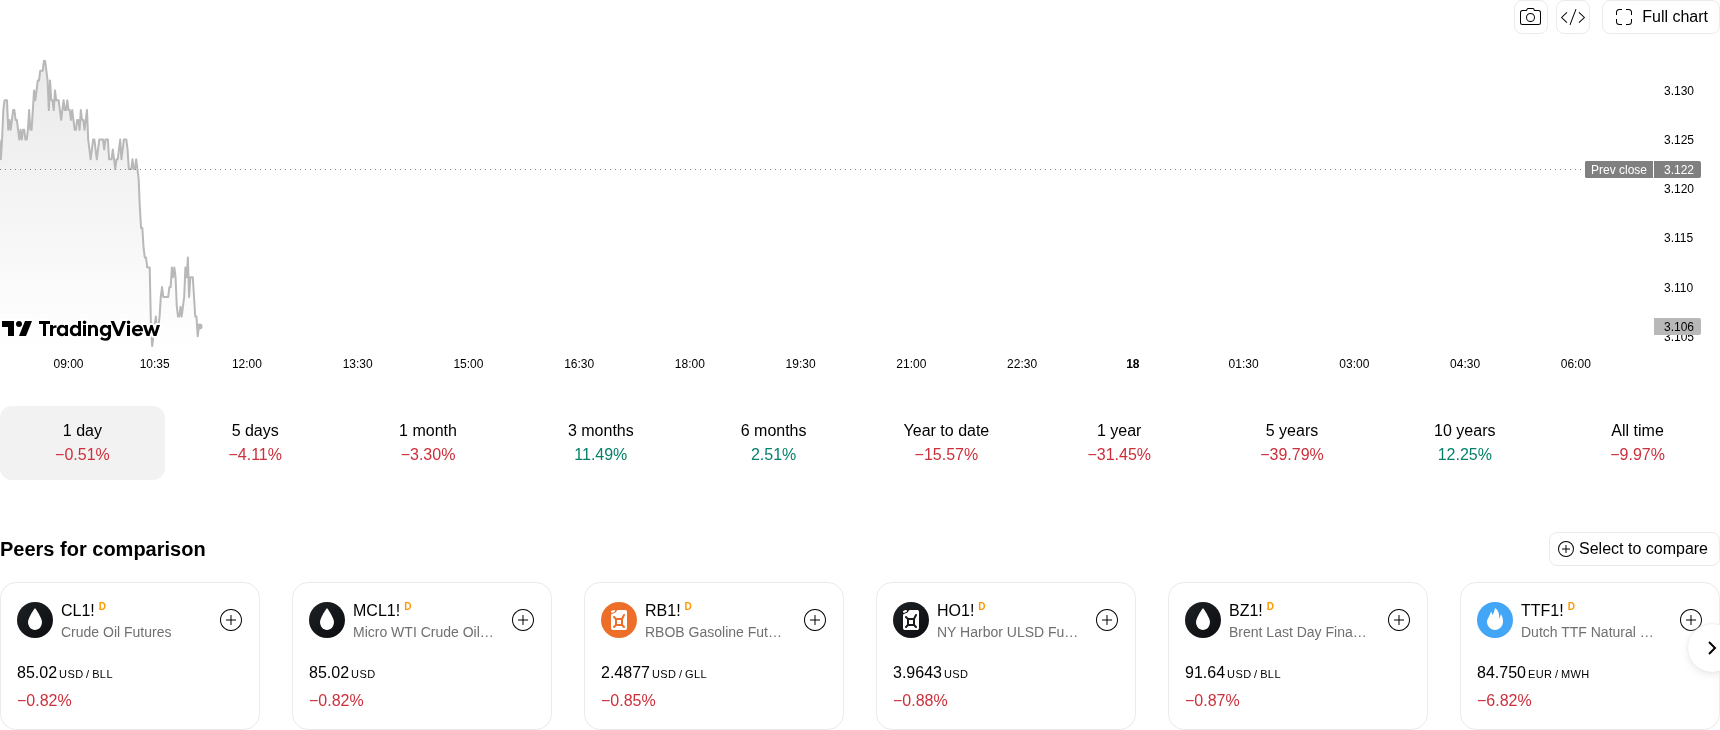 Full chart
3.130
3.125
Prev close 3.122
3.120
3.115
3.110
3.106
3.105
TradingView
09:00 10:35 12:00 13:30 15:00 16:30 18:00 19:30 21:00 22:30 18 01:30 03:00 04:30 06:00
1 day 5 days 1 month 3 months 6 months Year to date 1 year 5 years 10 years All time
−0.51% −4.11% −3.30% 11.49% 2.51% −15.57% −31.45% −39.79% 12.25% −9.97%
Peers for comparison
Select to compare
CL1! D
Crude Oil Futures
85.02 USD / BLL
−0.82%
MCL1! D
Micro WTI Crude Oil…
85.02 USD
−0.82%
RB1! D
RBOB Gasoline Fut…
2.4877 USD / GLL
−0.85%
HO1! D
NY Harbor ULSD Fu…
3.9643 USD
−0.88%
BZ1! D
Brent Last Day Fina…
91.64 USD / BLL
−0.87%
TTF1! D
Dutch TTF Natural …
84.750 EUR / MWH
−6.82%